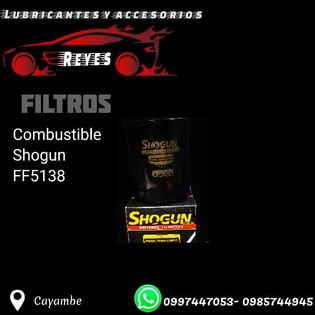 LUBRICANTES Y ACCESORIOS
REYES
FILTROS
Combustible
Shogun
FF5138
SHOGUN
SHOGUN
Cayambe
0997447053- 0985744945